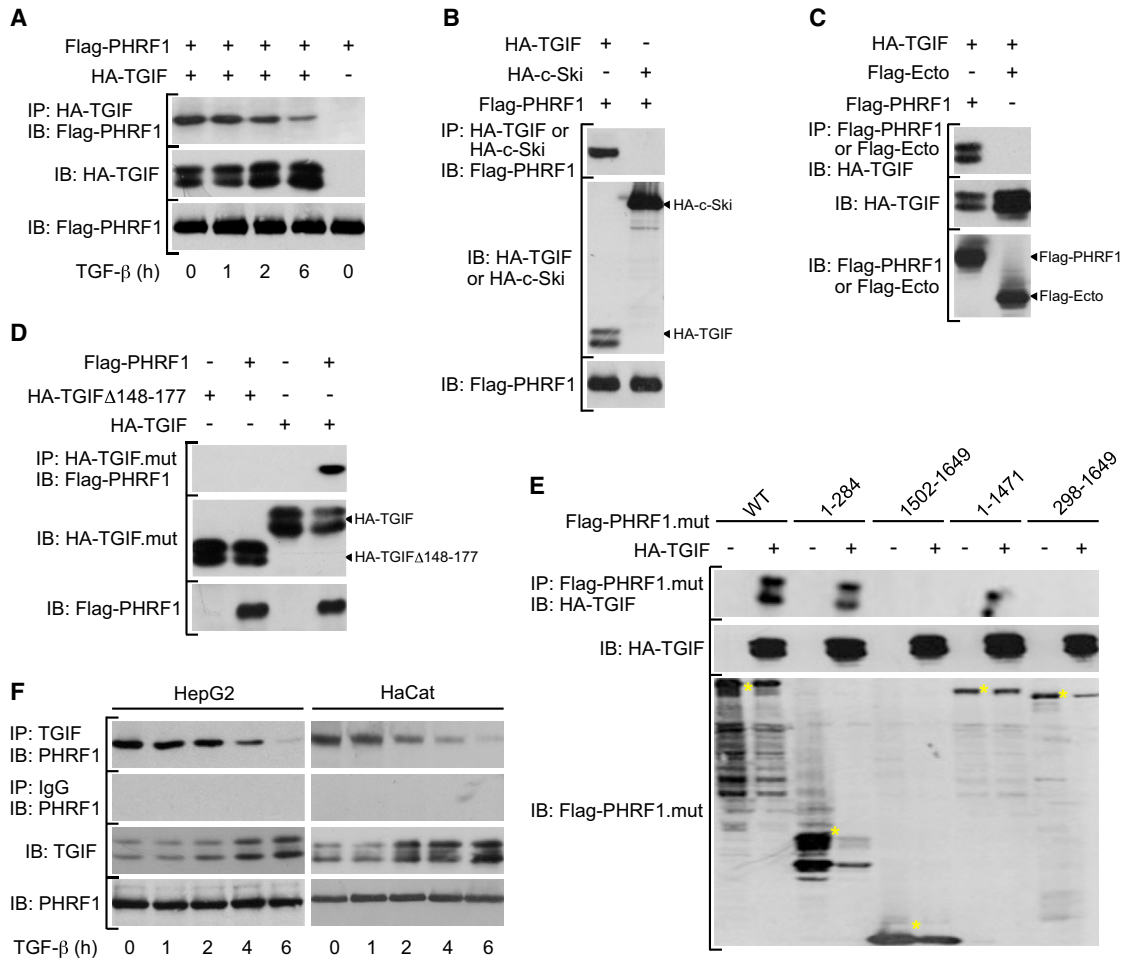 A
Flag-PHRF1 + + + + +
HA-TGIF + + + + -
IP: HA-TGIF
IB: Flag-PHRF1
IB: HA-TGIF
IB: Flag-PHRF1
TGF-β (h) 0 1 2 6 0
B
HA-TGIF + -
HA-c-Ski - +
Flag-PHRF1 + +
IP: HA-TGIF or
HA-c-Ski
IB: Flag-PHRF1
HA-c-Ski
IB: HA-TGIF
or HA-c-Ski
HA-TGIF
IB: Flag-PHRF1
C
HA-TGIF + +
Flag-Ecto - +
Flag-PHRF1 + -
IP: Flag-PHRF1
or Flag-Ecto
IB: HA-TGIF
IB: HA-TGIF
IB: Flag-PHRF1
or Flag-Ecto
Flag-PHRF1
Flag-Ecto
D
Flag-PHRF1 - + - +
HA-TGIFΔ148-177 + + - -
HA-TGIF - - + +
IP: HA-TGIF.mut
IB: Flag-PHRF1
IB: HA-TGIF.mut
HA-TGIF
HA-TGIFΔ148-177
IB: Flag-PHRF1
E
WT 1-284 1502-1649 1-1471 298-1649
Flag-PHRF1.mut
HA-TGIF - + - + - + - + - +
IP: Flag-PHRF1.mut
IB: HA-TGIF
IB: HA-TGIF
IB: Flag-PHRF1.mut
* * * * *
F
HepG2 HaCat
IP: TGIF
IB: PHRF1
IP: IgG
IB: PHRF1
IB: TGIF
IB: PHRF1
TGF-β (h) 0 1 2 4 6 0 1 2 4 6